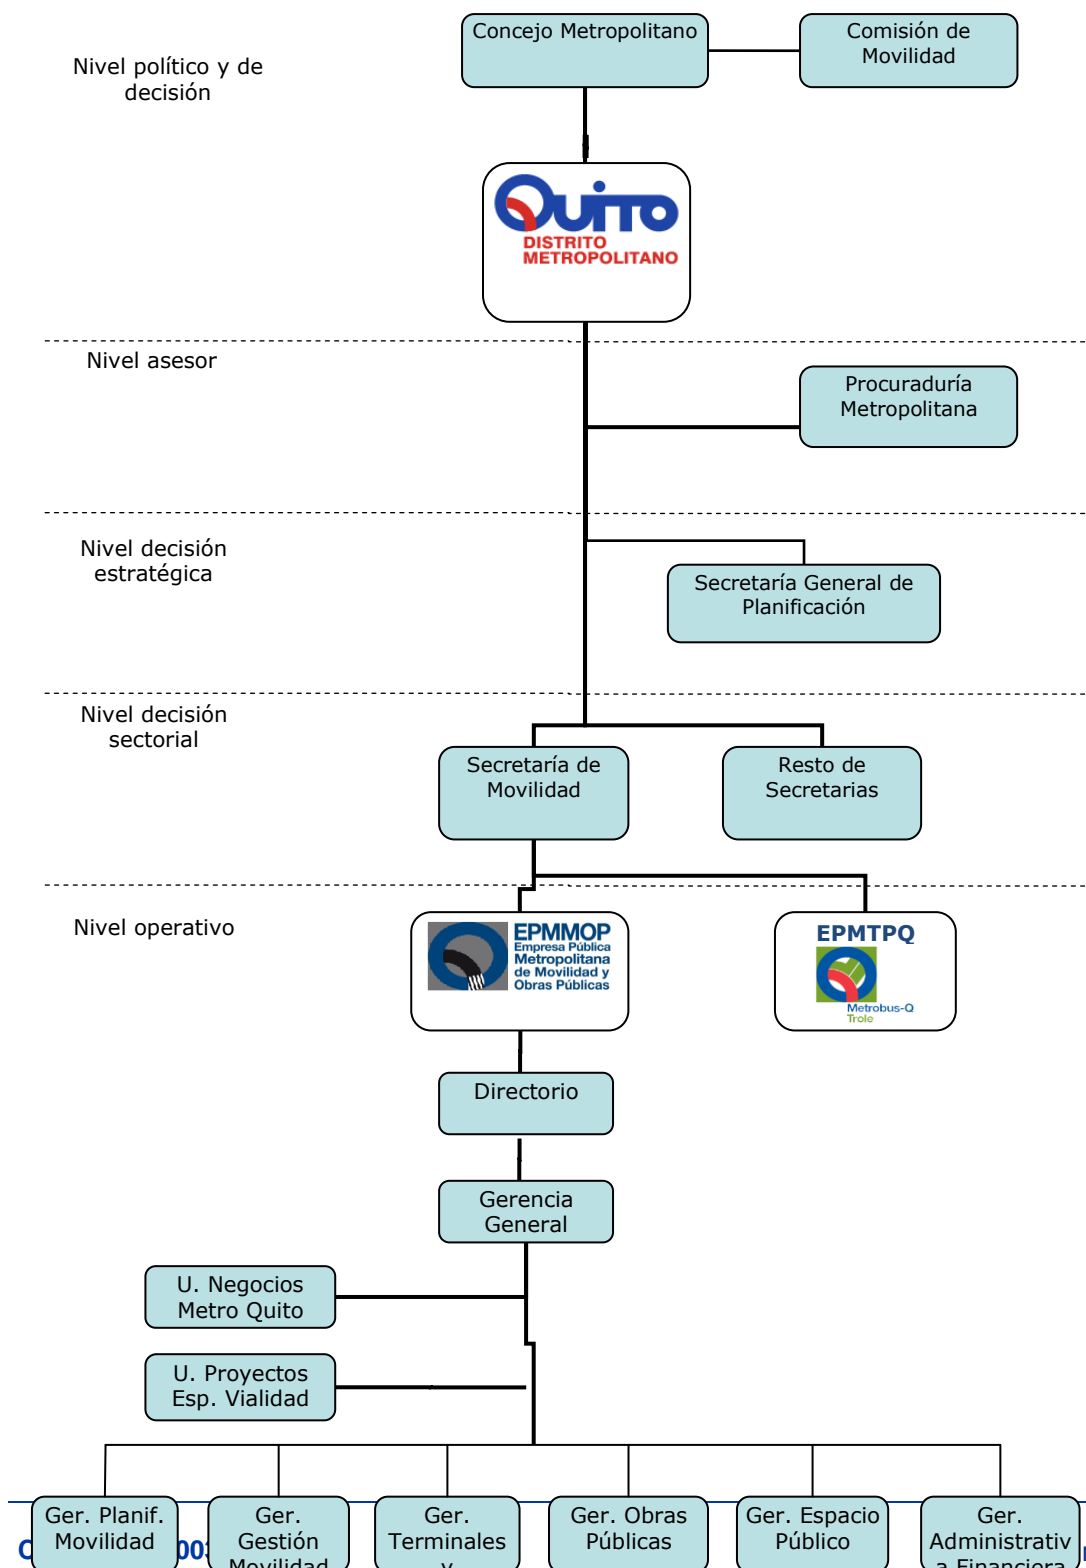 Concejo Metropolitano
Comisión de
Movilidad
Nivel político y de
decisión
Quito
DISTRITO
METROPOLITANO
Nivel asesor
Procuraduría
Metropolitana
Nivel decisión
estratégica
Secretaría General de
Planificación
Nivel decisión
sectorial
Secretaría de
Movilidad
Resto de
Secretarias
Nivel operativo
EPMMOP
Empresa Pública
Metropolitana
de Movilidad y
Obras Públicas
EPMTPQ
Metrobus-Q
Trole
Directorio
Gerencia
General
U. Negocios
Metro Quito
U. Proyectos
Esp. Vialidad
Ger. Planif.
Movilidad
Ger.
Gestión
Movilidad
Ger.
Terminales
y
Ger. Obras
Públicas
Ger. Espacio
Público
Ger.
Administrativ
a Financiera